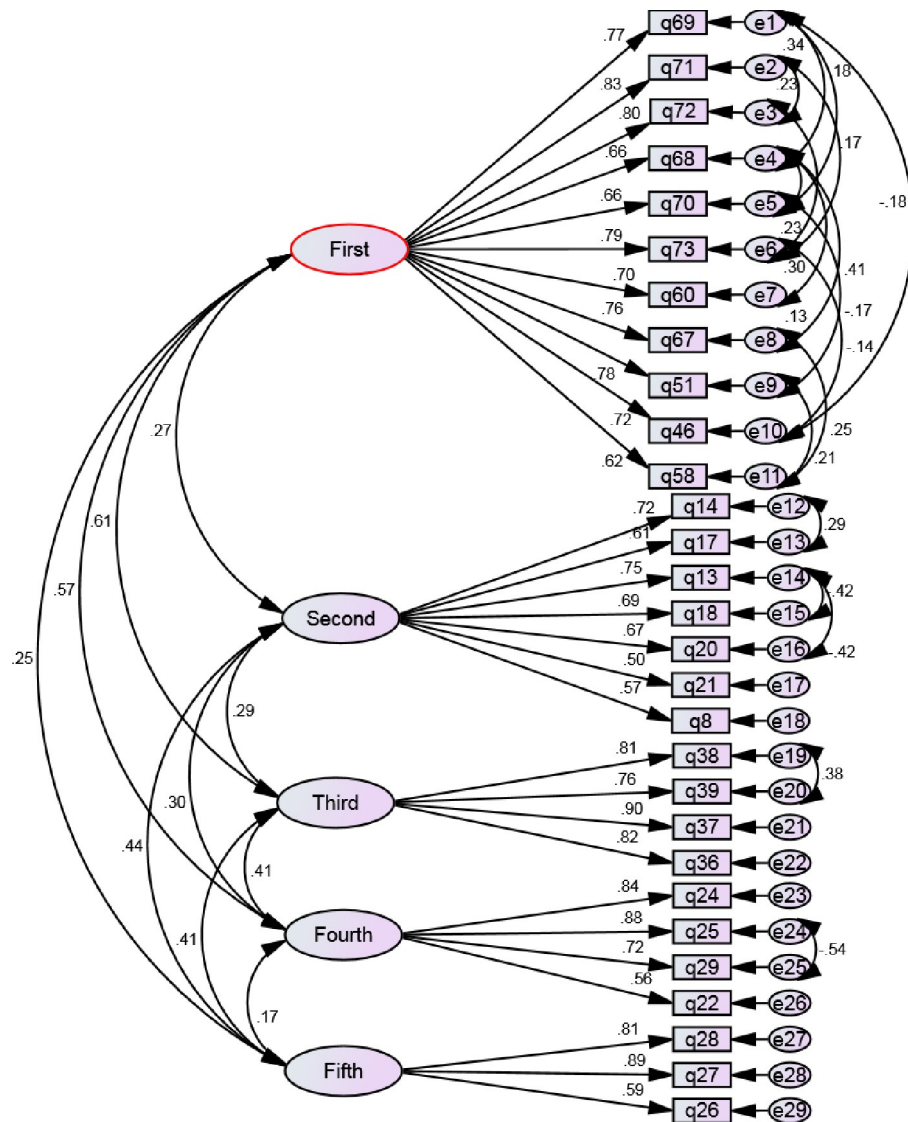 q69 e1
.77
.34
q71 e2
.18
.83
.23
q72 e3
.80
.17
q68 e4
.66
q70 e5
.66
-.18
.23
q73 e6
First
.79
.30
.41
q60 e7
.70
-.17
.13
q67 e8
.76
-.14
q51 e9
.78
.25
q46 e10
.72
.27
.21
q58 e11
.62
q14 e12
.72
.29
.61
.61
q17 e13
q13 e14
.75
.57
-.42
q18 e15
.69
Second
q20 e16
.67
-.42
.25
q21 e17
.50
q8 e18
.57
.29
q38 e19
.81
.38
q39 e20
.76
Third
.30
q37 e21
.90
.44
q36 e22
.82
.41
q24 e23
.84
q25 e24
.88
Fourth
.41
-.54
q29 e25
.72
q22 e26
.56
.17
q28 e27
.81
Fifth
q27 e28
.89
q26 e29
.59